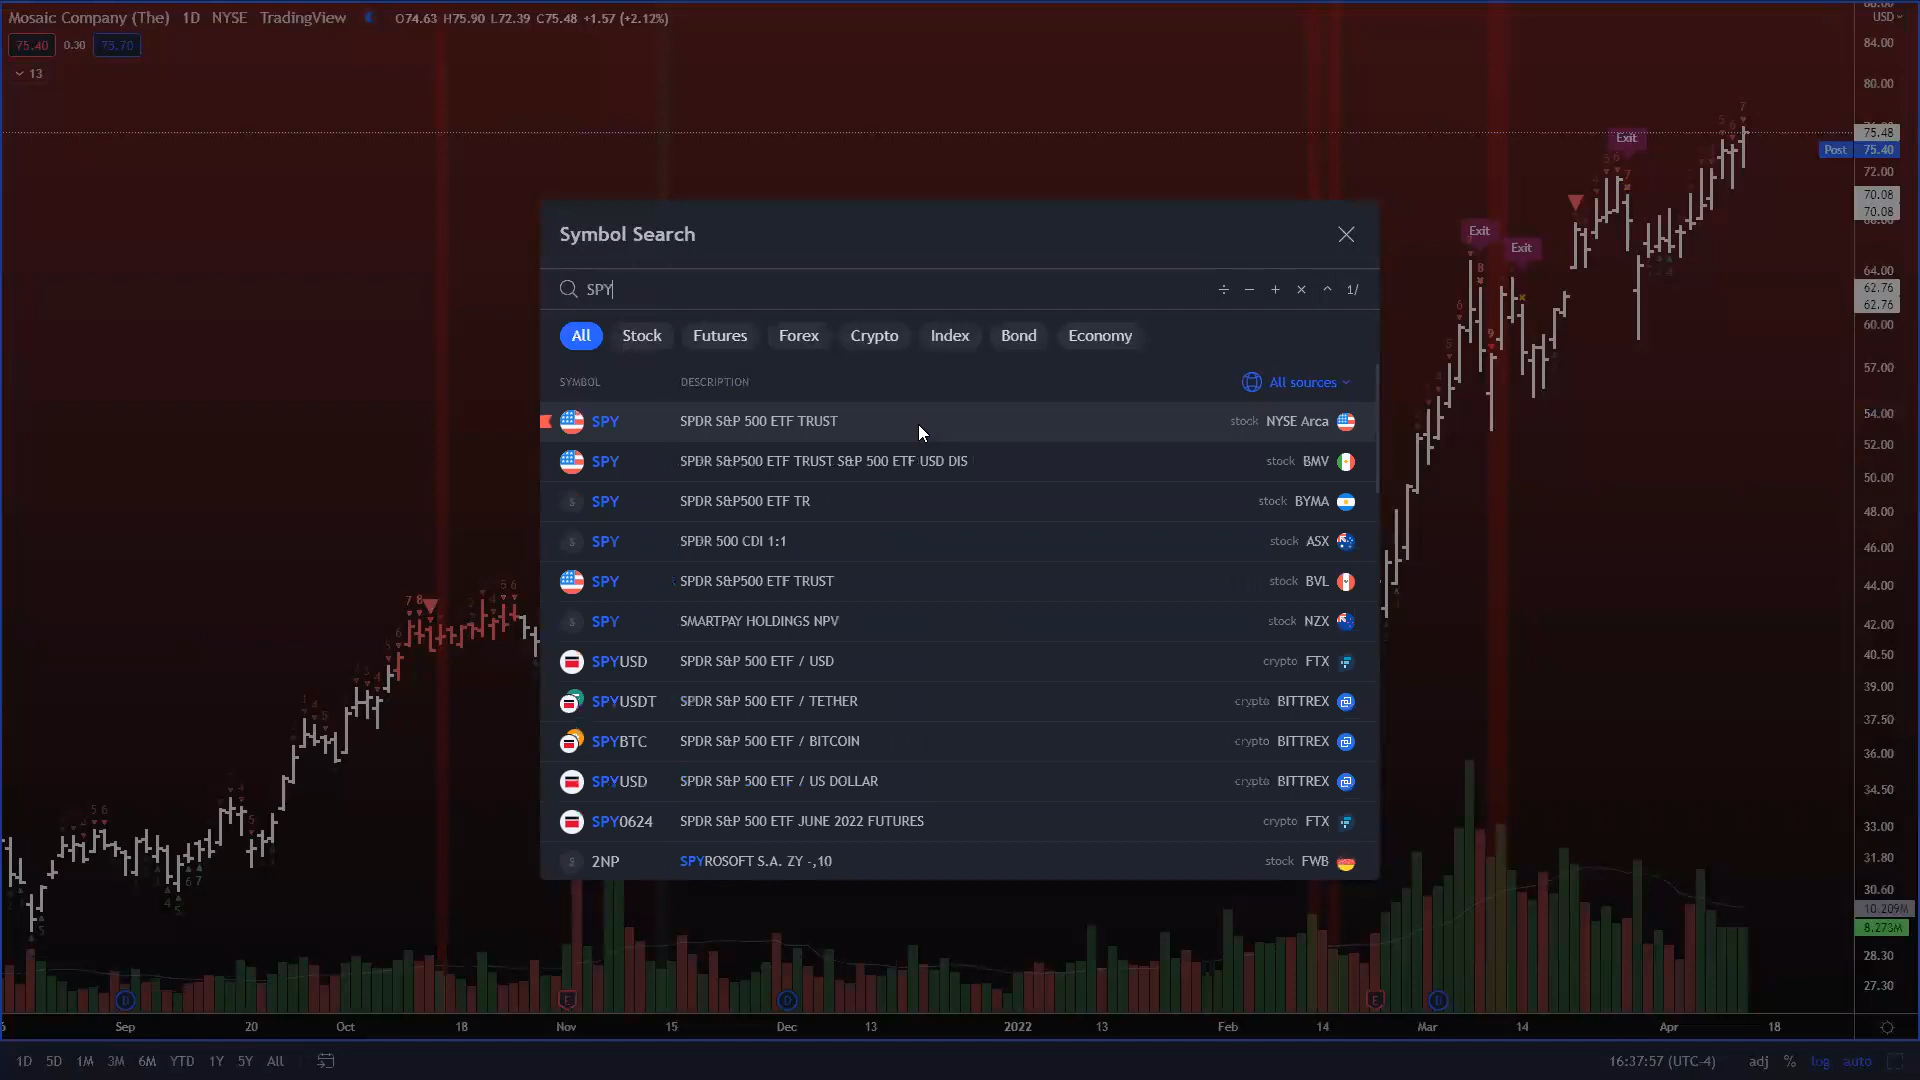 Mosaic Company (The) 1D NYSE TradingView O74.63 H75.90 L72.39 C75.48 +1.57 (+2.12%)
75.40 0.30 75.70
13
USD
84.00
80.00
75.48
Post 75.40
72.00
70.08
70.08
64.00
62.76
62.76
60.00
57.00
54.00
52.00
50.00
48.00
46.00
44.00
42.00
40.50
39.00
37.50
36.00
34.50
33.00
31.80
30.60
10.209M
8.273M
28.30
27.30
Exit
Exit
Exit
Symbol Search
SPY
÷ − + × ^ 1/
All Stock Futures Forex Crypto Index Bond Economy
SYMBOL DESCRIPTION All sources
SPY SPDR S&P 500 ETF TRUST stock NYSE Arca
SPY SPDR S&P500 ETF TRUST S&P 500 ETF USD DIS stock BMV
SPY SPDR S&P500 ETF TR stock BYMA
SPY SPDR 500 CDI 1:1 stock ASX
SPY SPDR S&P500 ETF TRUST stock BVL
SPY SMARTPAY HOLDINGS NPV stock NZX
SPYUSD SPDR S&P 500 ETF / USD crypto FTX
SPYUSDT SPDR S&P 500 ETF / TETHER crypto BITTREX
SPYBTC SPDR S&P 500 ETF / BITCOIN crypto BITTREX
SPYUSD SPDR S&P 500 ETF / US DOLLAR crypto BITTREX
SPY0624 SPDR S&P 500 ETF JUNE 2022 FUTURES crypto FTX
2NP SPYROSOFT S.A. ZY -,10 stock FWB
D E D E D
Sep 20 Oct 18 Nov 15 Dec 13 2022 13 Feb 14 Mar 14 Apr 18
1D 5D 1M 3M 6M YTD 1Y 5Y All 16:37:57 (UTC-4) adj % log auto